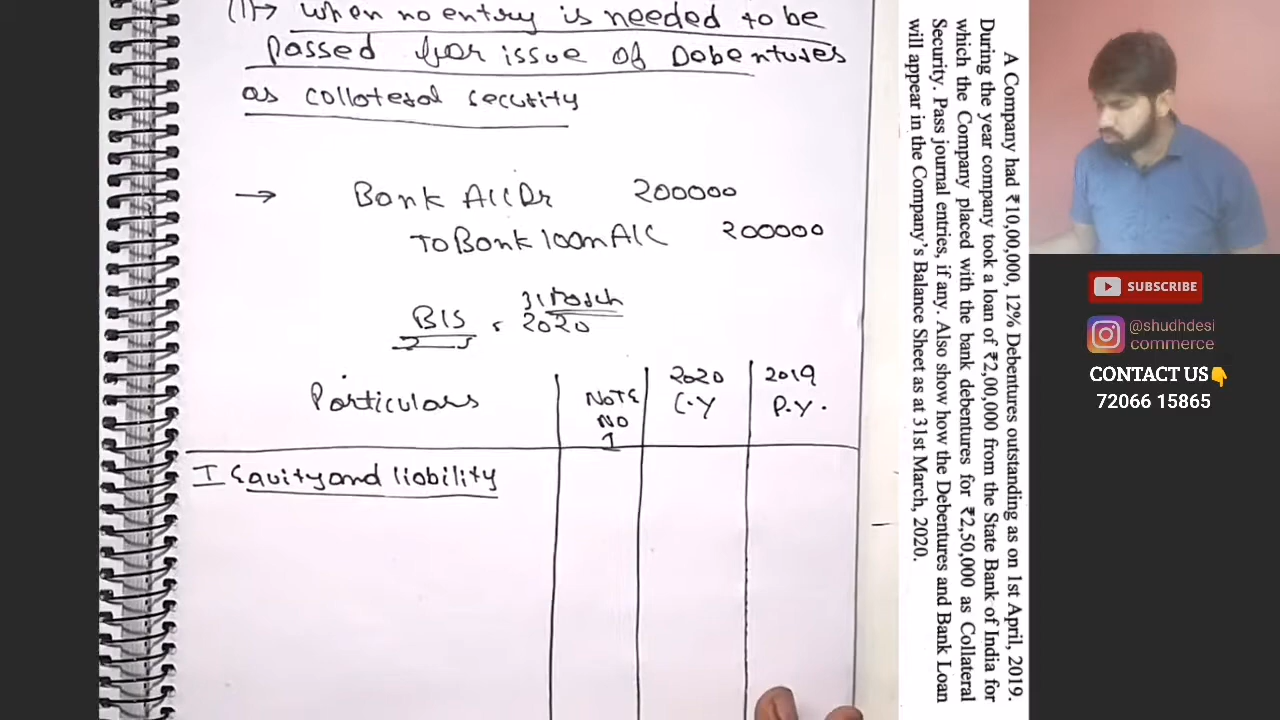 (1)→ when no entry is needed to be
passed for issue of Debentures
as collateral security
→ Bank A/C Dr 200000
To Bank loan A/C 200000
B/S
31 March
2020
Particulars
NOTE
NO
1
2020
C.Y
2019
P.Y.
I Equity and liability
A Company had ₹10,00,000, 12% Debentures outstanding as on 1st April, 2019.
During the year company took a loan of ₹2,00,000 from the State Bank of India for
which the Company placed with the bank debentures for ₹2,50,000 as Collateral
Security. Pass journal entries, if any. Also show how the Debentures and Bank Loan
will appear in the Company's Balance Sheet as at 31st March, 2020.
SUBSCRIBE
@shudhdesi
commerce
CONTACT US👇
72066 15865